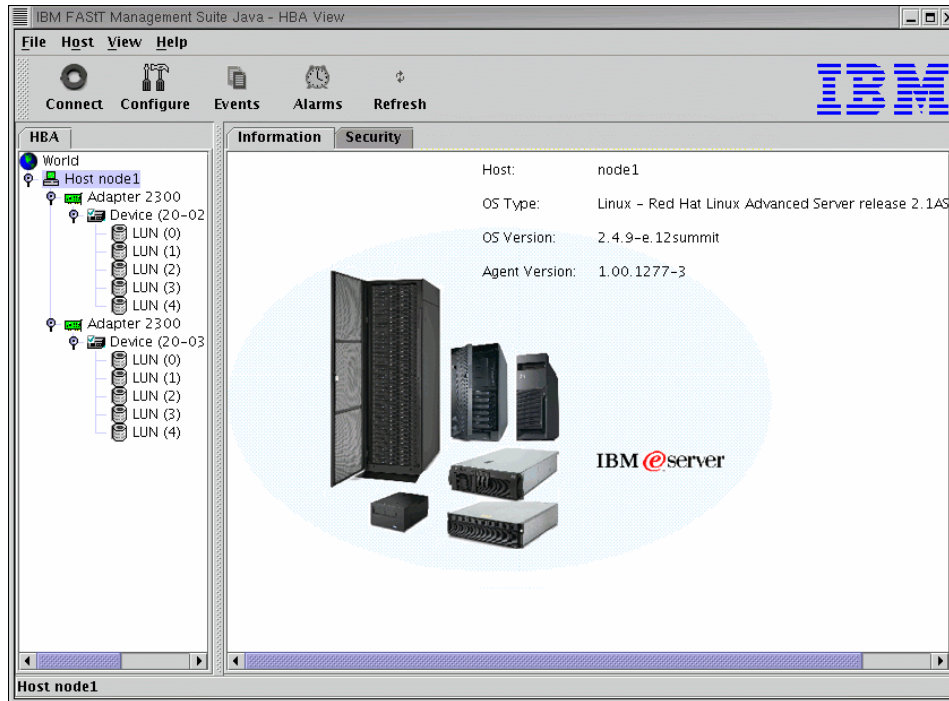 IBM FAStT Management Suite Java - HBA View
File Host View Help
Connect Configure Events Alarms Refresh
IBM
HBA
Information Security
World
Host node1
Adapter 2300
Device (20-02
LUN (0)
LUN (1)
LUN (2)
LUN (3)
LUN (4)
Adapter 2300
Device (20-03
LUN (0)
LUN (1)
LUN (2)
LUN (3)
LUN (4)
Host: node1
OS Type: Linux - Red Hat Linux Advanced Server release 2.1AS
OS Version: 2.4.9-e.12summit
Agent Version: 1.00.1277-3
IBM eserver
Host node1